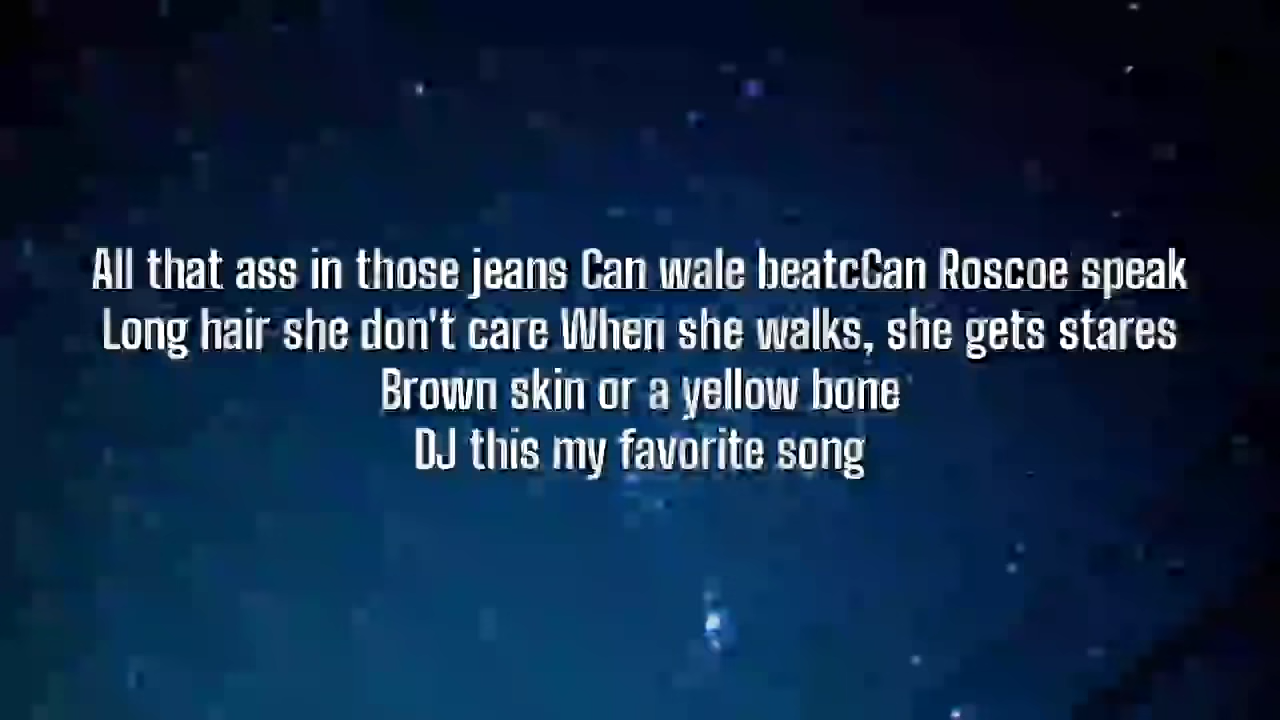 All that ass in those jeans Can wale beatcCan Roscoe speak
Long hair she don't care When she walks, she gets stares
Brown skin or a yellow bone
DJ this my favorite song